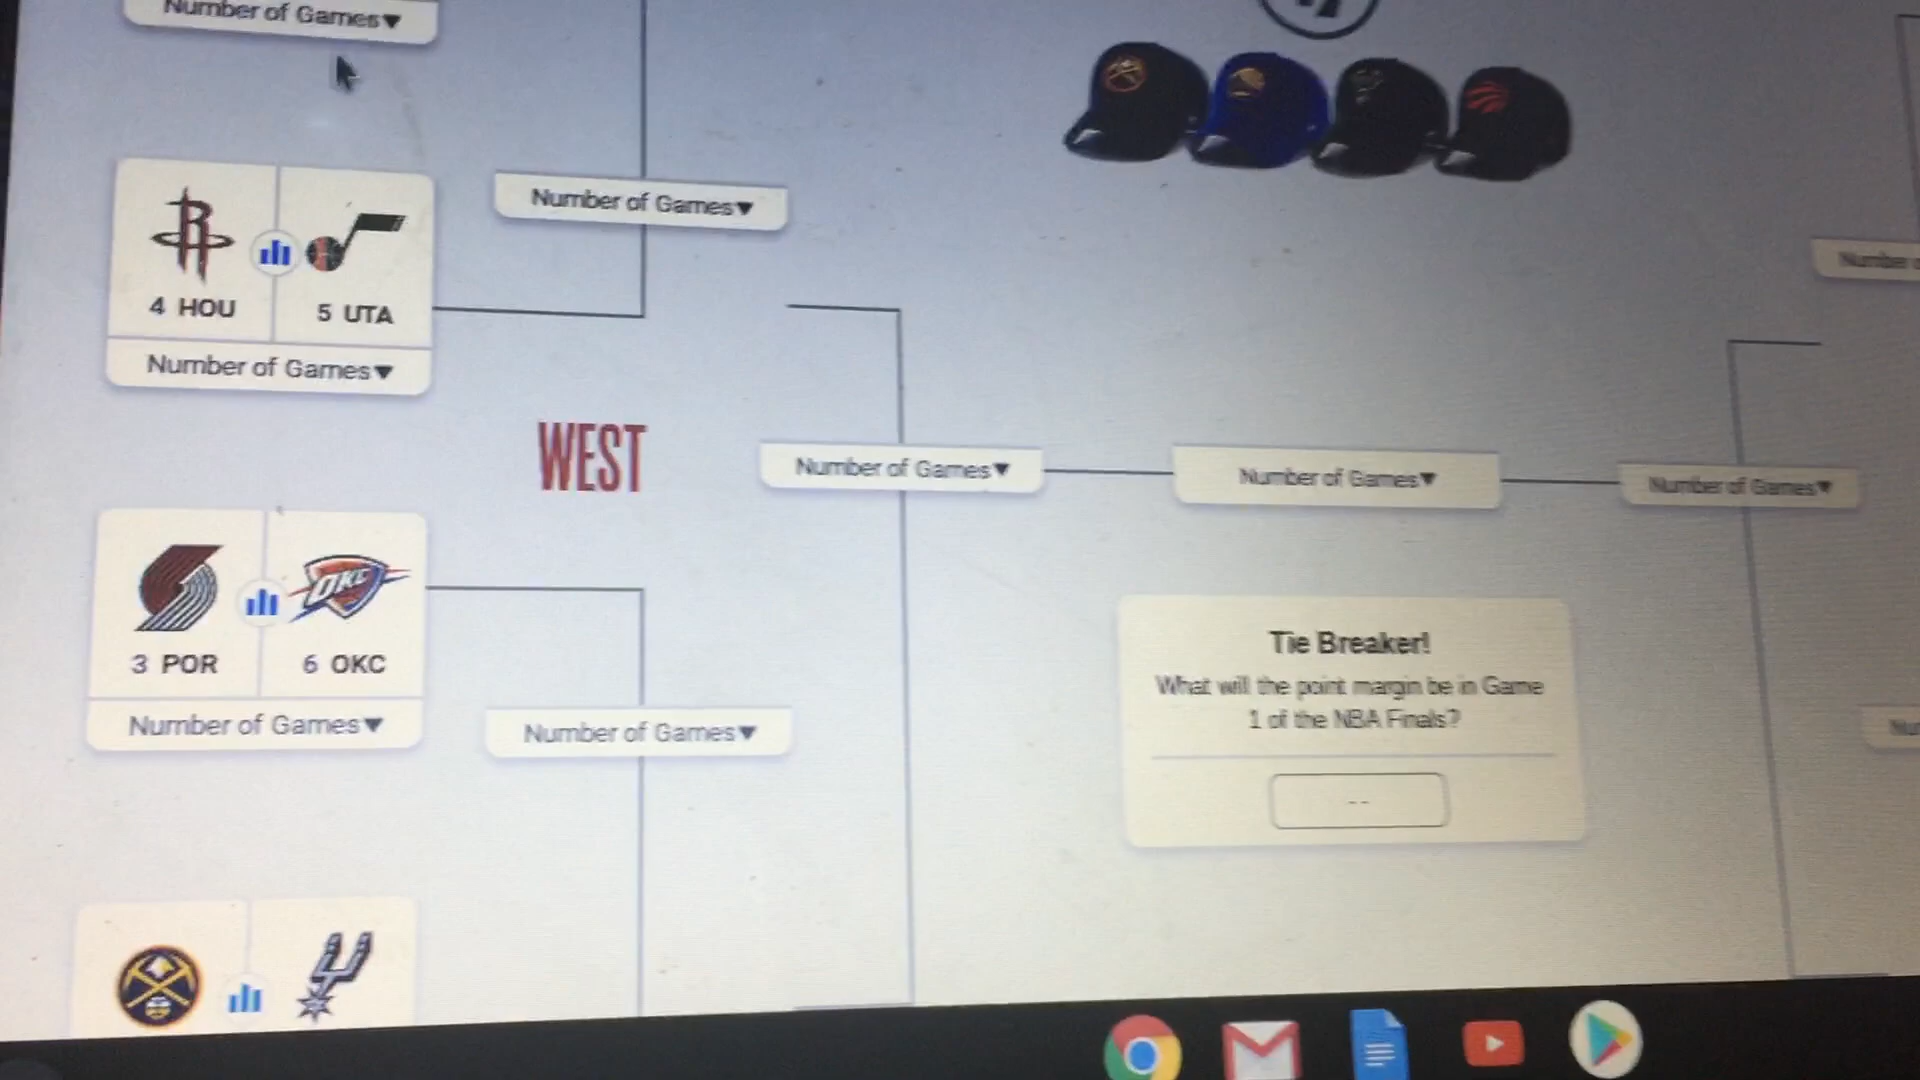 Number of Games▼
4 HOU
5 UTA
Number of Games▼
Number of Games▼
WEST
Number of Games▼
Number of Games▼
Number of Games▼
OKC
3 POR
6 OKC
Number of Games▼
Number of Games▼
Tie Breaker!
What will the point margin be in Game
1 of the NBA Finals?
--
Number